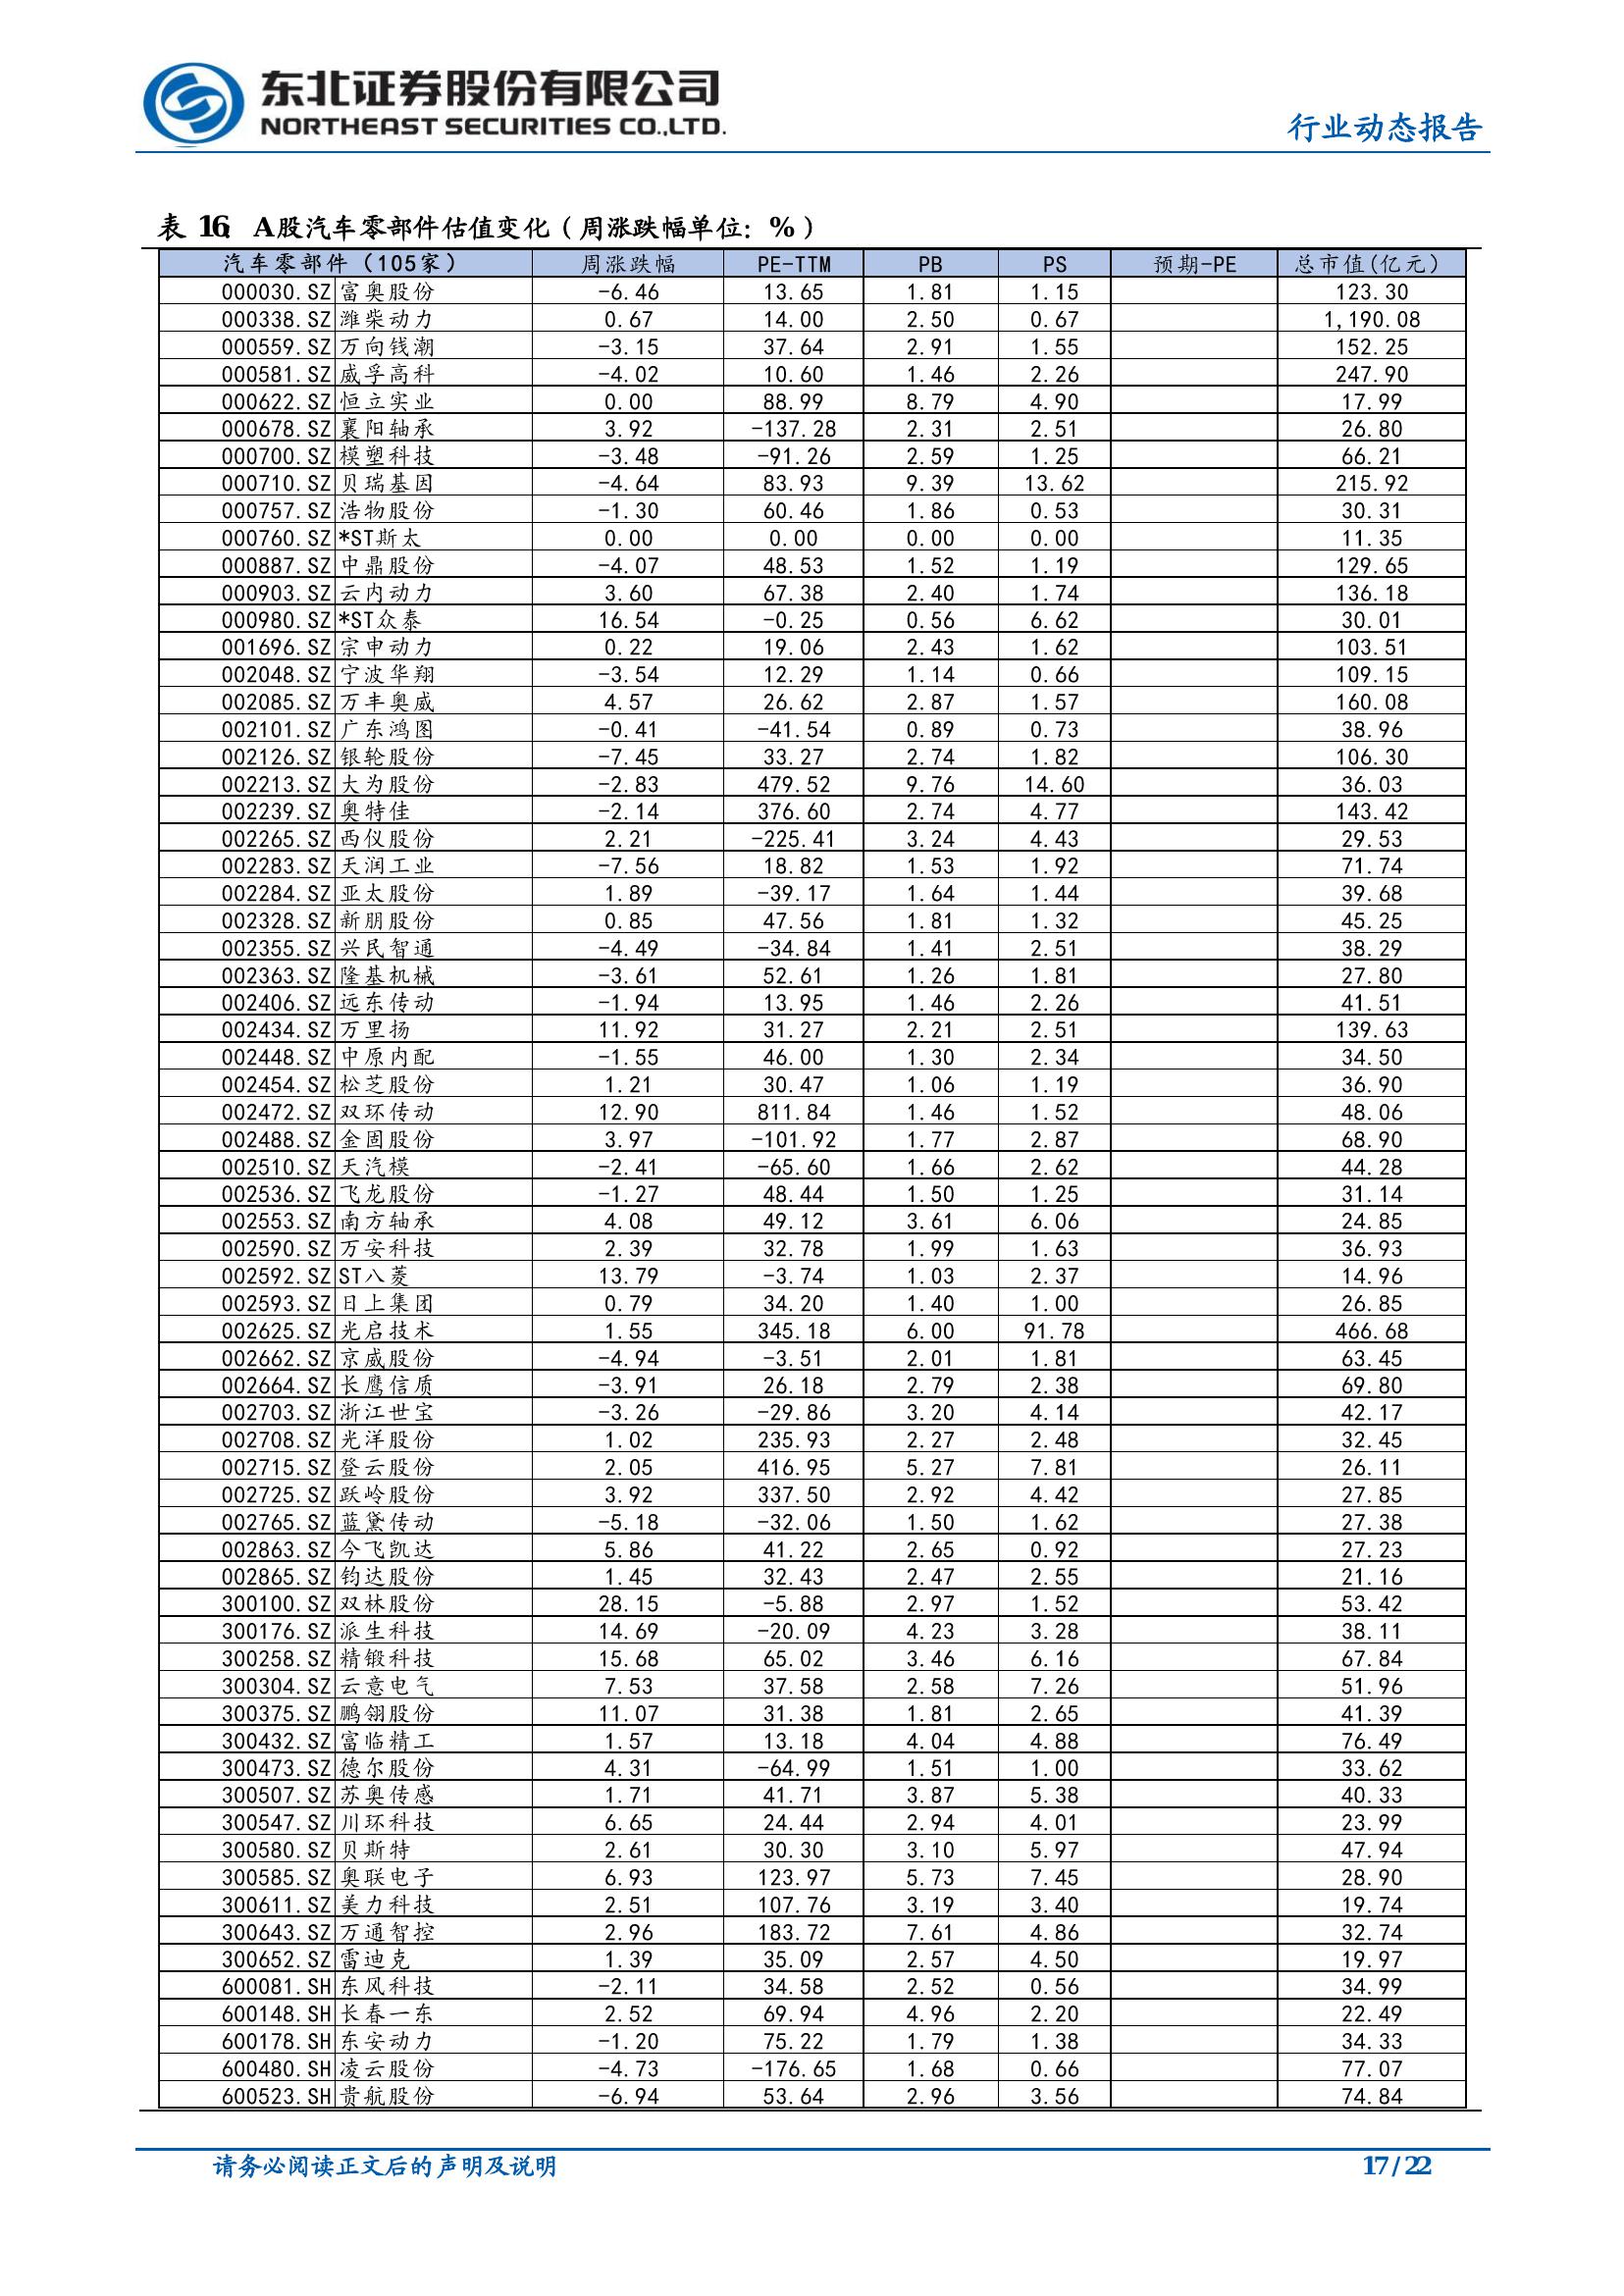 东北证券股份有限公司
NORTHEAST SECURITIES CO.,LTD.
行业动态报告
表 16： A股汽车零部件估值变化（周涨跌幅单位：%）
汽车零部件（105家） 周涨跌幅 PE-TTM PB PS 预期-PE 总市值(亿元)
000030.SZ 富奥股份 -6.46 13.65 1.81 1.15 123.30
000338.SZ 潍柴动力 0.67 14.00 2.50 0.67 1,190.08
000559.SZ 万向钱潮 -3.15 37.64 2.91 1.55 152.25
000581.SZ 威孚高科 -4.02 10.60 1.46 2.26 247.90
000622.SZ 恒立实业 0.00 88.99 8.79 4.90 17.99
000678.SZ 襄阳轴承 3.92 -137.28 2.31 2.51 26.80
000700.SZ 模塑科技 -3.48 -91.26 2.59 1.25 66.21
000710.SZ 贝瑞基因 -4.64 83.93 9.39 13.62 215.92
000757.SZ 浩物股份 -1.30 60.46 1.86 0.53 30.31
000760.SZ *ST斯太 0.00 0.00 0.00 0.00 11.35
000887.SZ 中鼎股份 -4.07 48.53 1.52 1.19 129.65
000903.SZ 云内动力 3.60 67.38 2.40 1.74 136.18
000980.SZ *ST众泰 16.54 -0.25 0.56 6.62 30.01
001696.SZ 宗申动力 0.22 19.06 2.43 1.62 103.51
002048.SZ 宁波华翔 -3.54 12.29 1.14 0.66 109.15
002085.SZ 万丰奥威 4.57 26.62 2.87 1.57 160.08
002101.SZ 广东鸿图 -0.41 -41.54 0.89 0.73 38.96
002126.SZ 银轮股份 -7.45 33.27 2.74 1.82 106.30
002213.SZ 大为股份 -2.83 479.52 9.76 14.60 36.03
002239.SZ 奥特佳 -2.14 376.60 2.74 4.77 143.42
002265.SZ 西仪股份 2.21 -225.41 3.24 4.43 29.53
002283.SZ 天润工业 -7.56 18.82 1.53 1.92 71.74
002284.SZ 亚太股份 1.89 -39.17 1.64 1.44 39.68
002328.SZ 新朋股份 0.85 47.56 1.81 1.32 45.25
002355.SZ 兴民智通 -4.49 -34.84 1.41 2.51 38.29
002363.SZ 隆基机械 -3.61 52.61 1.26 1.81 27.80
002406.SZ 远东传动 -1.94 13.95 1.46 2.26 41.51
002434.SZ 万里扬 11.92 31.27 2.21 2.51 139.63
002448.SZ 中原内配 -1.55 46.00 1.30 2.34 34.50
002454.SZ 松芝股份 1.21 30.47 1.06 1.19 36.90
002472.SZ 双环传动 12.90 811.84 1.46 1.52 48.06
002488.SZ 金固股份 3.97 -101.92 1.77 2.87 68.90
002510.SZ 天汽模 -2.41 -65.60 1.66 2.62 44.28
002536.SZ 飞龙股份 -1.27 48.44 1.50 1.25 31.14
002553.SZ 南方轴承 4.08 49.12 3.61 6.06 24.85
002590.SZ 万安科技 2.39 32.78 1.99 1.63 36.93
002592.SZ ST八菱 13.79 -3.74 1.03 2.37 14.96
002593.SZ 日上集团 0.79 34.20 1.40 1.00 26.85
002625.SZ 光启技术 1.55 345.18 6.00 91.78 466.68
002662.SZ 京威股份 -4.94 -3.51 2.01 1.81 63.45
002664.SZ 长鹰信质 -3.91 26.18 2.79 2.38 69.80
002703.SZ 浙江世宝 -3.26 -29.86 3.20 4.14 42.17
002708.SZ 光洋股份 1.02 235.93 2.27 2.48 32.45
002715.SZ 登云股份 2.05 416.95 5.27 7.81 26.11
002725.SZ 跃岭股份 3.92 337.50 2.92 4.42 27.85
002765.SZ 蓝黛传动 -5.18 -32.06 1.50 1.62 27.38
002863.SZ 今飞凯达 5.86 41.22 2.65 0.92 27.23
002865.SZ 钧达股份 1.45 32.43 2.47 2.55 21.16
300100.SZ 双林股份 28.15 -5.88 2.97 1.52 53.42
300176.SZ 派生科技 14.69 -20.09 4.23 3.28 38.11
300258.SZ 精锻科技 15.68 65.02 3.46 6.16 67.84
300304.SZ 云意电气 7.53 37.58 2.58 7.26 51.96
300375.SZ 鹏翎股份 11.07 31.38 1.81 2.65 41.39
300432.SZ 富临精工 1.57 13.18 4.04 4.88 76.49
300473.SZ 德尔股份 4.31 -64.99 1.51 1.00 33.62
300507.SZ 苏奥传感 1.71 41.71 3.87 5.38 40.33
300547.SZ 川环科技 6.65 24.44 2.94 4.01 23.99
300580.SZ 贝斯特 2.61 30.30 3.10 5.97 47.94
300585.SZ 奥联电子 6.93 123.97 5.73 7.45 28.90
300611.SZ 美力科技 2.51 107.76 3.19 3.40 19.74
300643.SZ 万通智控 2.96 183.72 7.61 4.86 32.74
300652.SZ 雷迪克 1.39 35.09 2.57 4.50 19.97
600081.SH 东风科技 -2.11 34.58 2.52 0.56 34.99
600148.SH 长春一东 2.52 69.94 4.96 2.20 22.49
600178.SH 东安动力 -1.20 75.22 1.79 1.38 34.33
600480.SH 凌云股份 -4.73 -176.65 1.68 0.66 77.07
600523.SH 贵航股份 -6.94 53.64 2.96 3.56 74.84
请务必阅读正文后的声明及说明 17/22